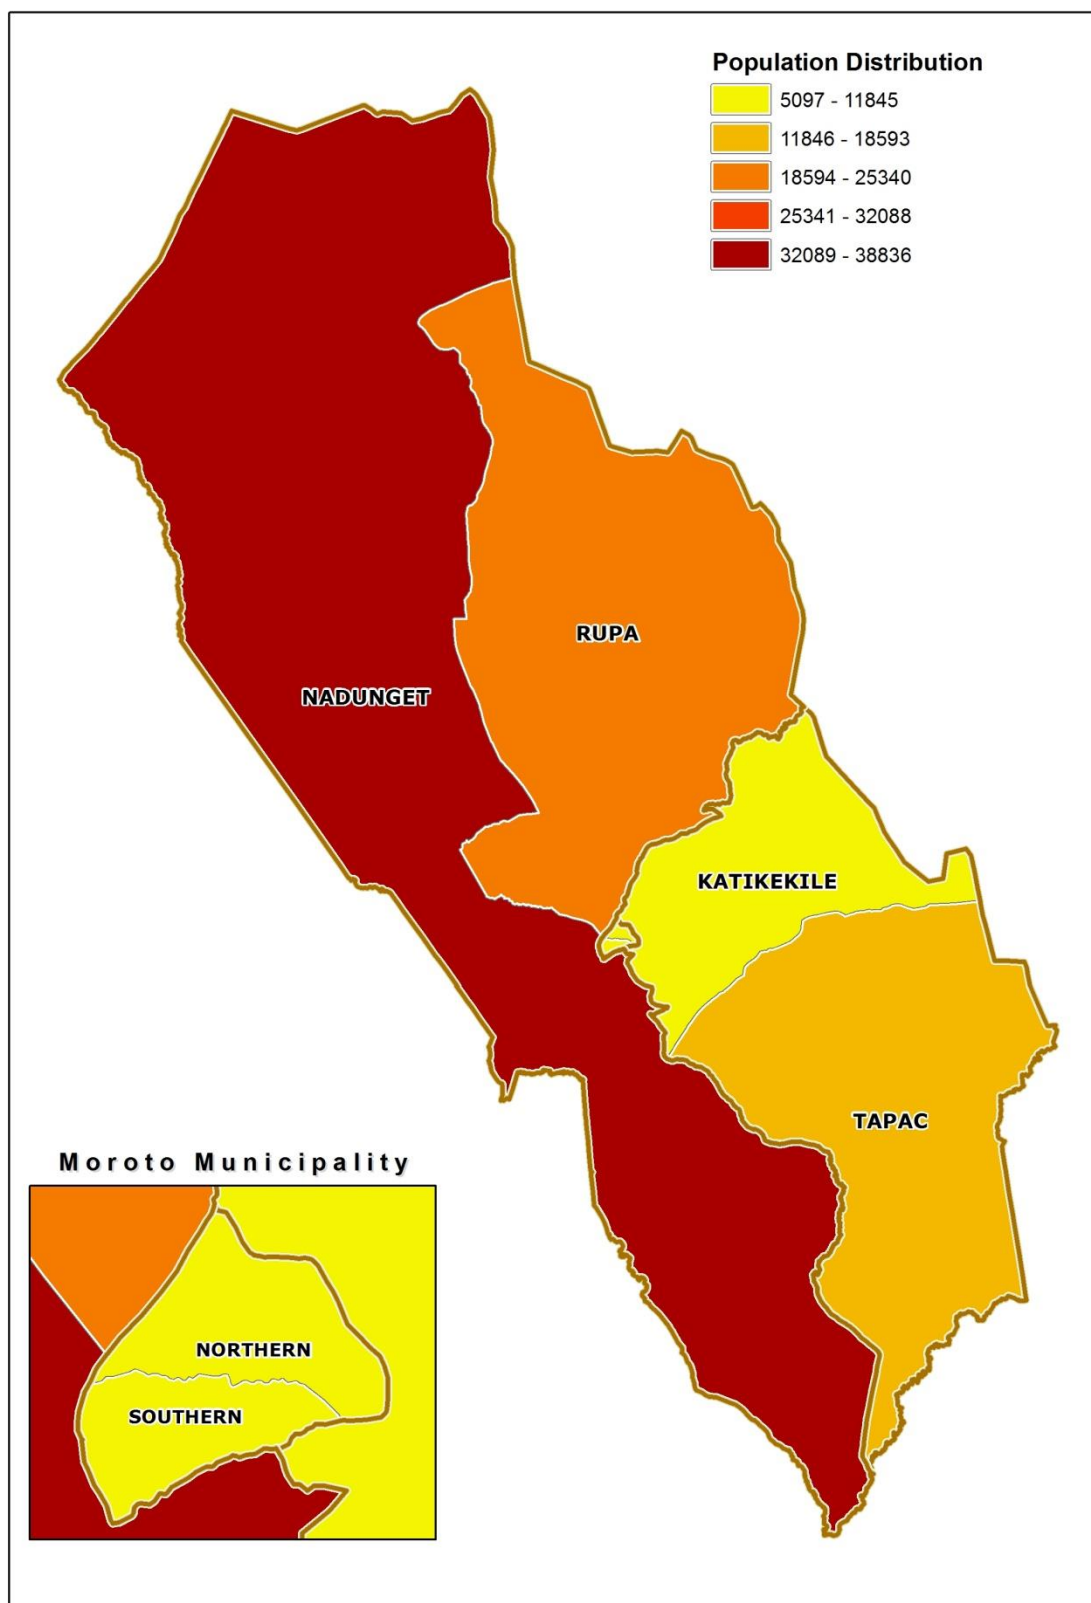 Population Distribution
5097 - 11845
11846 - 18593
18594 - 25340
25341 - 32088
32089 - 38836
RUPA
NADUNGET
KATIKEKILE
TAPAC
Moroto Municipality
NORTHERN
SOUTHERN